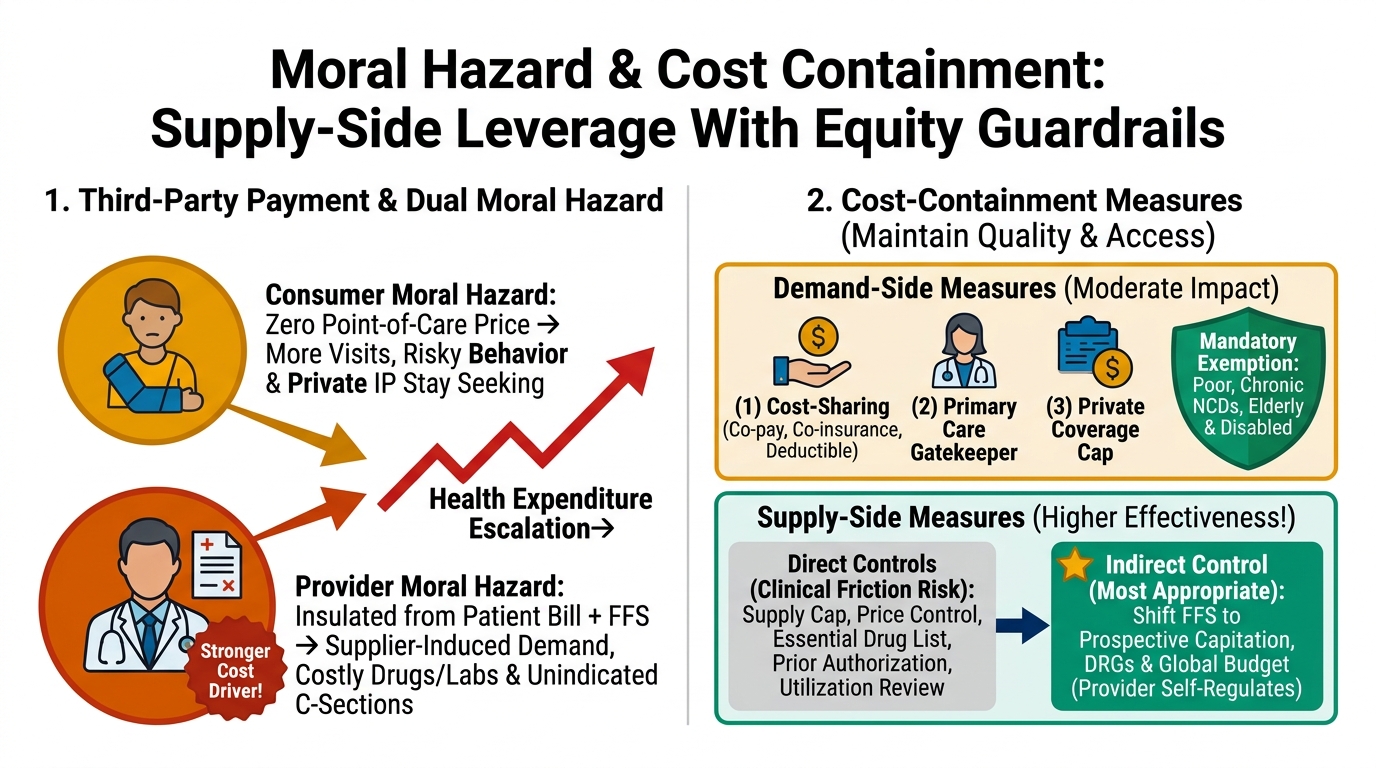 Moral Hazard & Cost Containment:
Supply-Side Leverage With Equity Guardrails
1. Third-Party Payment & Dual Moral Hazard
Consumer Moral Hazard:
Zero Point-of-Care Price →
More Visits, Risky Behavior
& Private IP Stay Seeking
Health Expenditure
Escalation→
Stronger
Cost
Driver!
Provider Moral Hazard:
Insulated from Patient Bill + FFS
→ Supplier-Induced Demand,
Costly Drugs/Labs & Unindicated
C-Sections
2. Cost-Containment Measures
(Maintain Quality & Access)
Demand-Side Measures (Moderate Impact)
$
(1) Cost-Sharing
(Co-pay, Co-insurance,
Deductible)
(2) Primary
Care
Gatekeeper
$
(3) Private
Coverage
Cap
Mandatory
Exemption:
Poor, Chronic
NCDs, Elderly
& Disabled
Supply-Side Measures (Higher Effectiveness!)
Direct Controls
(Clinical Friction Risk):
Supply Cap, Price Control,
Essential Drug List,
Prior Authorization,
Utilization Review
Indirect Control
(Most Appropriate):
Shift FFS to
Prospective Capitation,
DRGs & Global Budget
(Provider Self-Regulates)